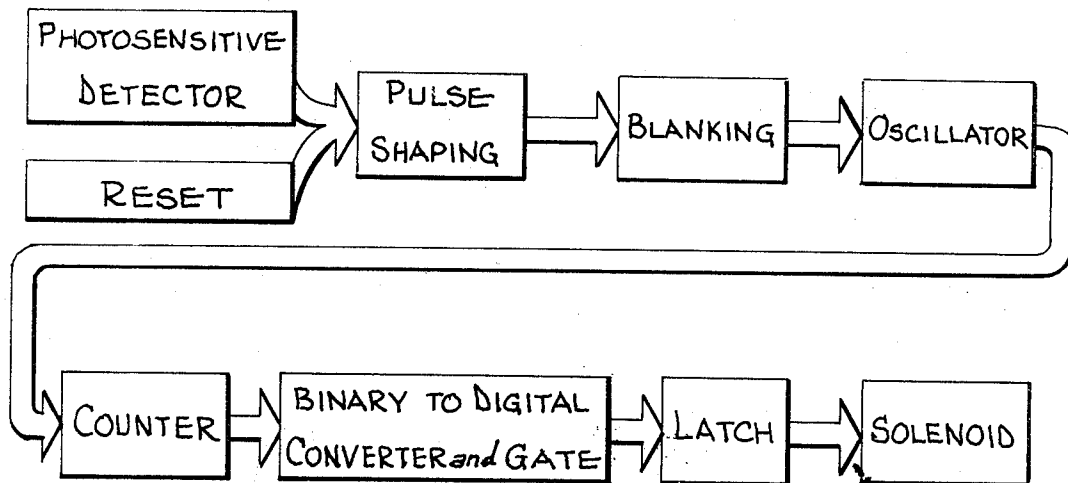 PHOTOSENSITIVE
DETECTOR
RESET
PULSE
SHAPING
BLANKING
OSCILLATOR
COUNTER
BINARY TO DIGITAL
CONVERTER and GATE
LATCH
SOLENOID